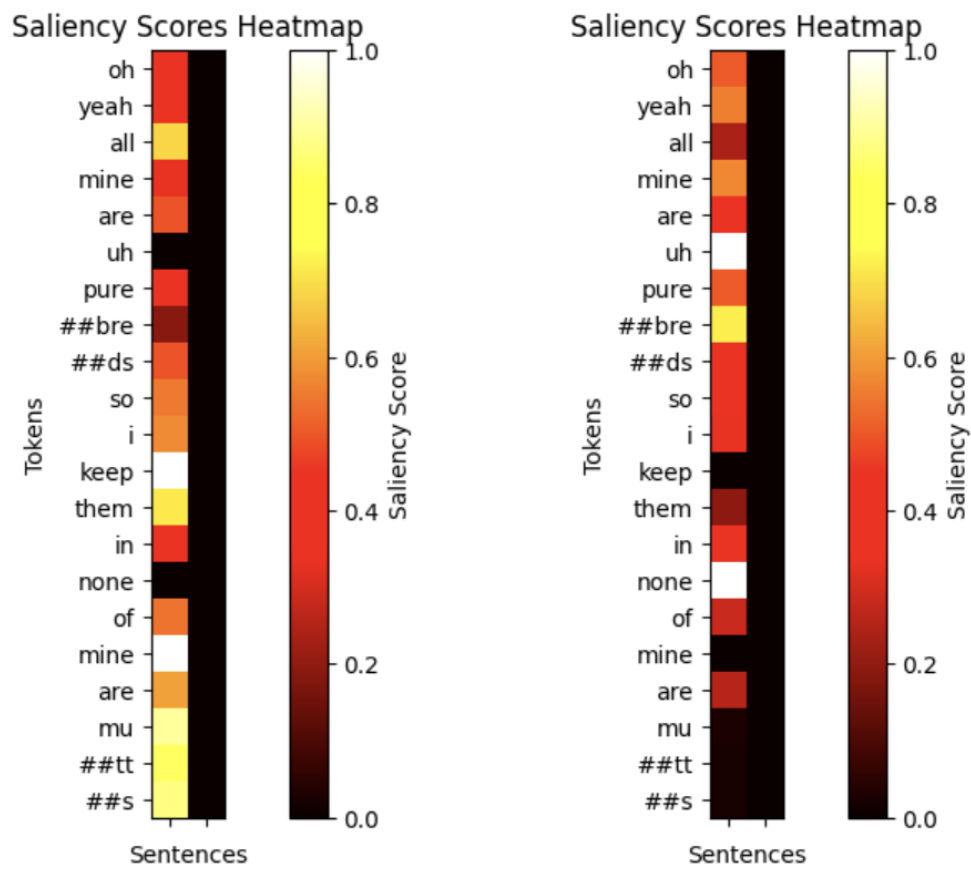 Saliency Scores Heatmap
oh
yeah
all
mine
are
uh
pure
##bre
##ds
so
i
keep
them
in
none
of
mine
are
mu
##tt
##s
Tokens
Sentences
1.0
0.8
0.6
0.4
0.2
0.0
Saliency Score
Saliency Scores Heatmap
oh
yeah
all
mine
are
uh
pure
##bre
##ds
so
i
keep
them
in
none
of
mine
are
mu
##tt
##s
Tokens
Sentences
1.0
0.8
0.6
0.4
0.2
0.0
Saliency Score